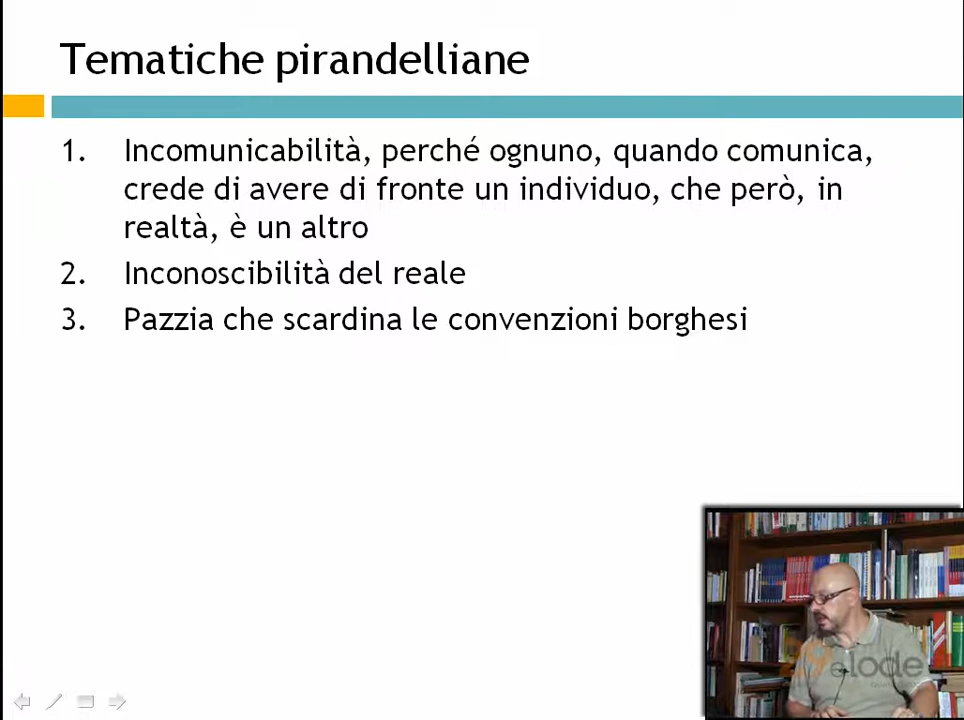 Tematiche pirandelliane
1. Incomunicabilità, perché ognuno, quando comunica,
crede di avere di fronte un individuo, che però, in
realtà, è un altro
2. Inconoscibilità del reale
3. Pazzia che scardina le convenzioni borghesi
e lode